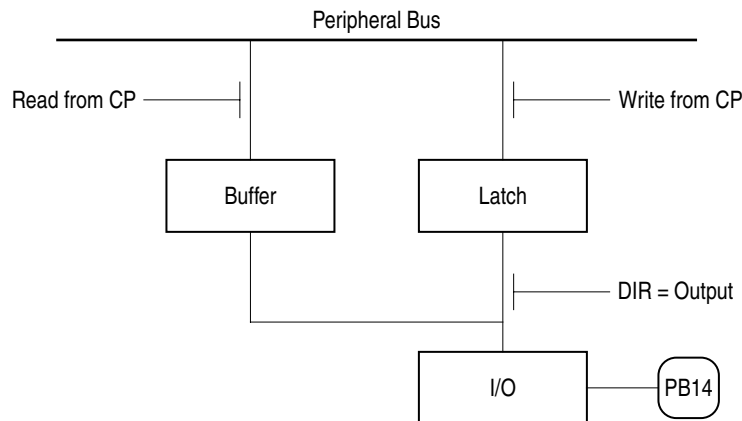 Peripheral Bus
Read from CP
Write from CP
Buffer
Latch
DIR = Output
I/O
PB14